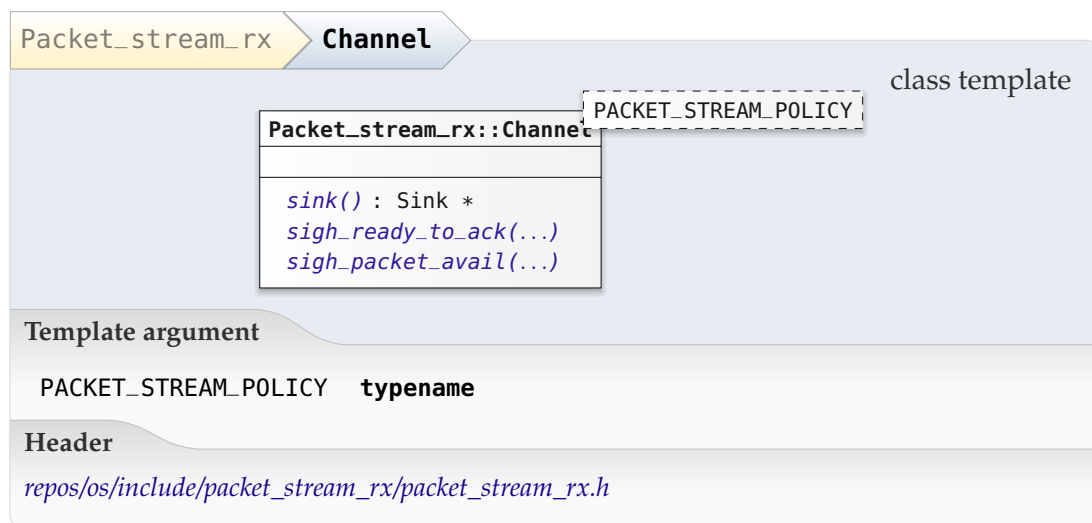 Packet_stream_rx Channel
class template
PACKET_STREAM_POLICY
Packet_stream_rx::Channel
sink() : Sink *
sigh_ready_to_ack(...)
sigh_packet_avail(...)
Template argument
PACKET_STREAM_POLICY typename
Header
repos/os/include/packet_stream_rx/packet_stream_rx.h